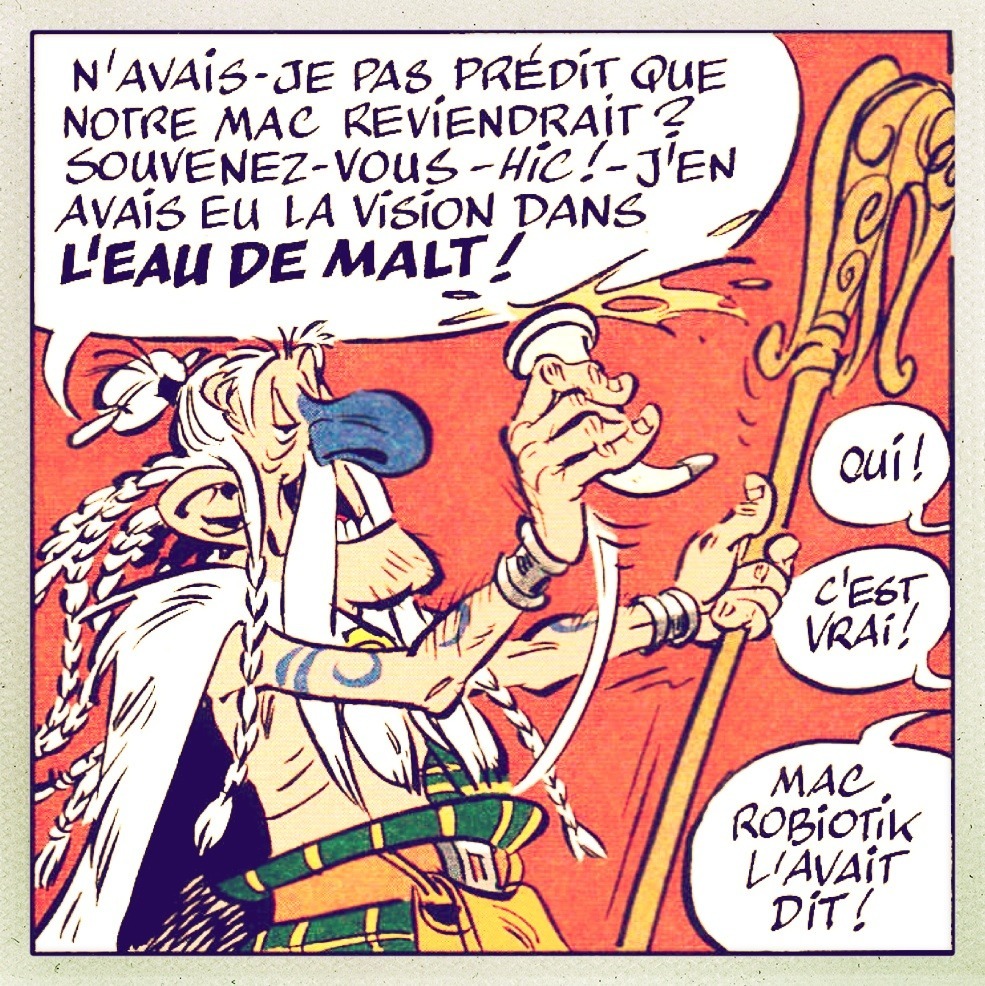 N'AVAIS-JE PAS PRÉDIT QUE
NOTRE MAC REVIENDRAIT ?
SOUVENEZ-VOUS - HIC ! - J'EN
AVAIS EU LA VISION DANS
L'EAU DE MALT !
OUI !
C'EST
VRAI !
MAC
ROBIOTIK
L'AVAIT
DIT !